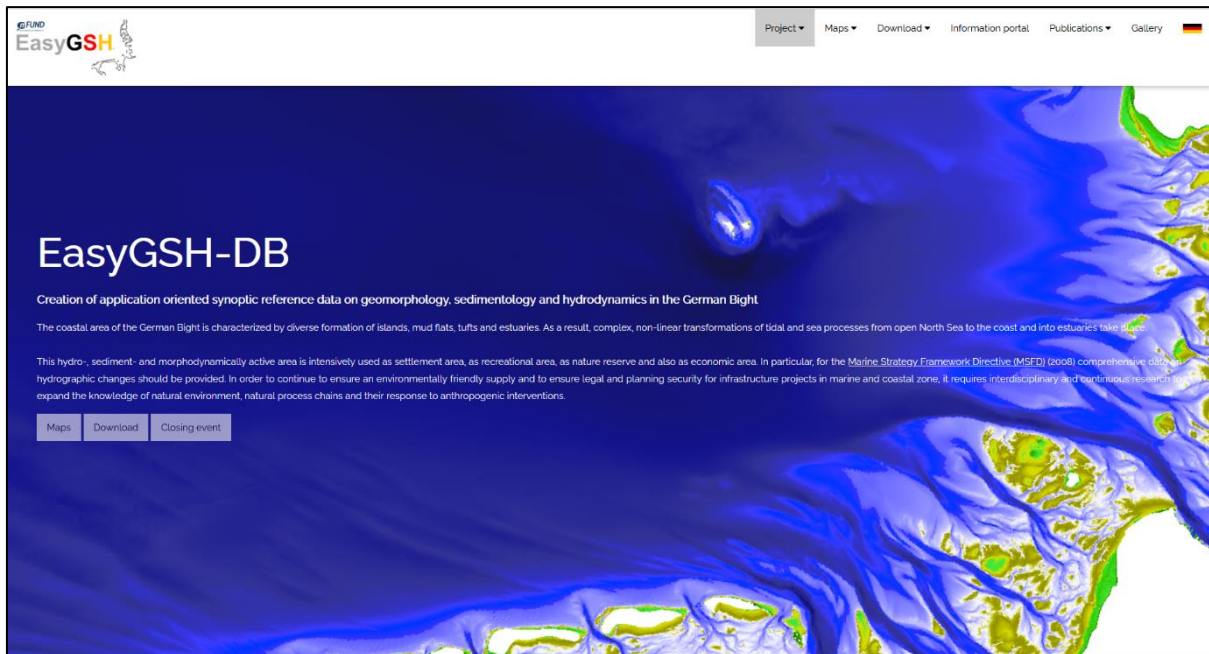 mFUND
EasyGSH
Project Maps Download Information portal Publications Gallery
EasyGSH-DB
Creation of application oriented synoptic reference data on geomorphology, sedimentology and hydrodynamics in the German Bight
The coastal area of the German Bight is characterized by diverse formation of islands, mud flats, tufts and estuaries. As a result, complex, non-linear transformations of tidal and sea processes from open North Sea to the coast and into estuaries take place.
This hydro-, sediment- and morphodynamically active area is intensively used as settlement area, as recreational area, as nature reserve and also as economic area. In particular, for the Marine Strategy Framework Directive (MSFD) (2008) comprehensive data on
hydrographic changes should be provided. In order to continue to ensure an environmentally friendly supply and to ensure legal and planning security for infrastructure projects in marine and coastal zone, it requires interdisciplinary and continuous research to
expand the knowledge of natural environment, natural process chains and their response to anthropogenic interventions.
Maps Download Closing event